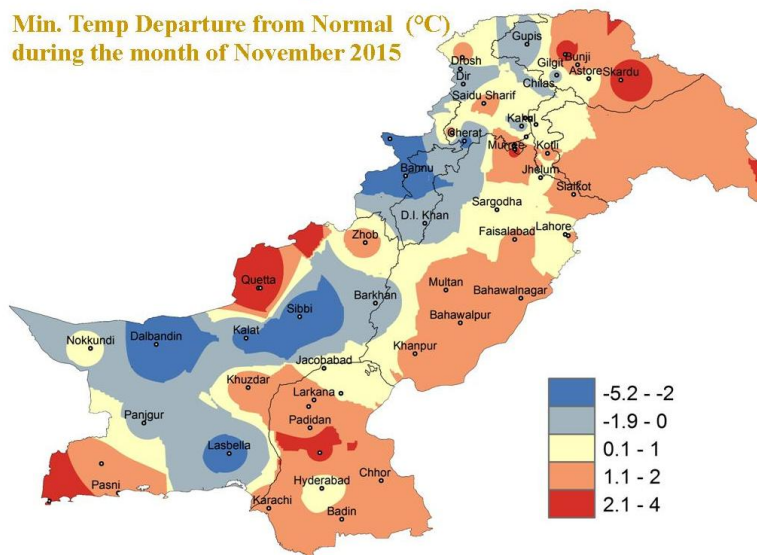 Min. Temp Departure from Normal (°C)
during the month of November 2015
Gupis
Drosh
Gilgit
Bunji
Dir
Chilas
Astore
Skardu
Saidu Sharif
Kakul
Cherat
Murree
Kotli
Bannu
Jhelum
Sialkot
D.I. Khan
Sargodha
Zhob
Faisalabad
Lahore
Quetta
Multan
Barkhan
Bahawalnagar
Sibbi
Bahawalpur
Dalbandin
Kalat
Nokkundi
Khanpur
Jacobabad
Khuzdar
Larkana
Panjgur
Padidan
Lasbella
Hyderabad
Chhor
Pasni
Karachi
Badin
-5.2 - -2
-1.9 - 0
0.1 - 1
1.1 - 2
2.1 - 4